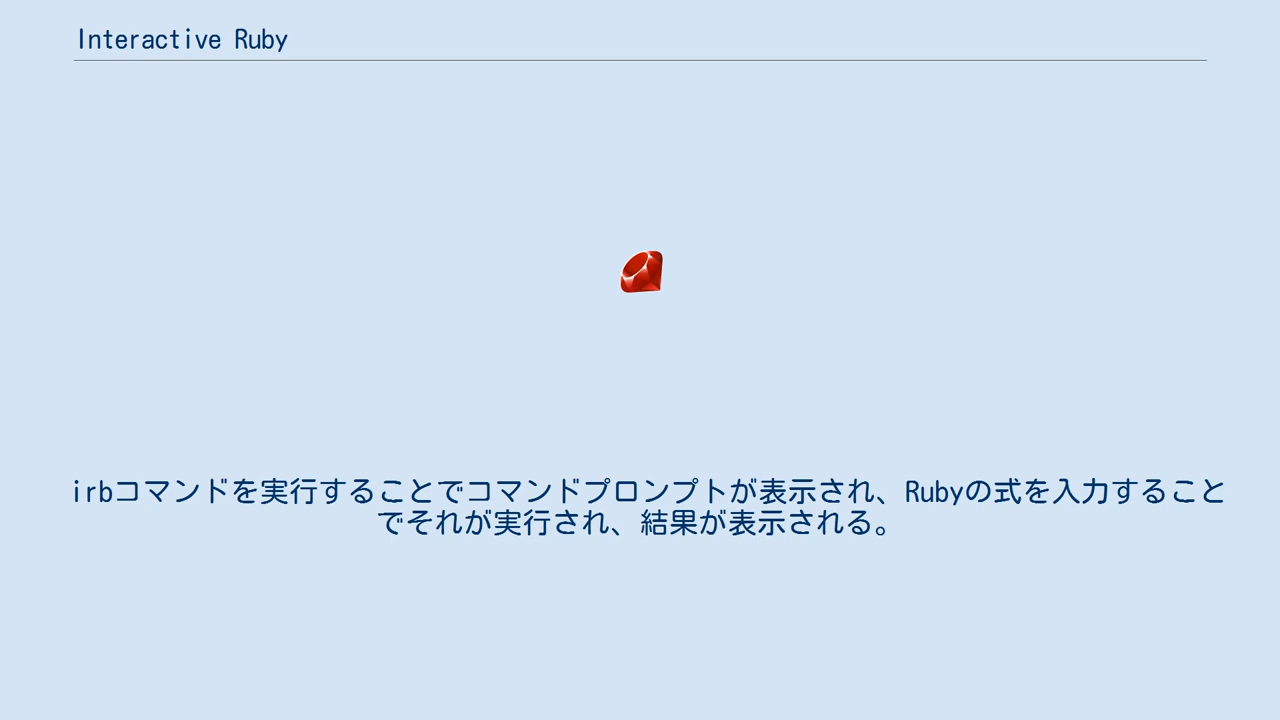 Interactive Ruby
irbコマンドを実行することでコマンドプロンプトが表示され、Rubyの式を入力すること
でそれが実行され、結果が表示される。